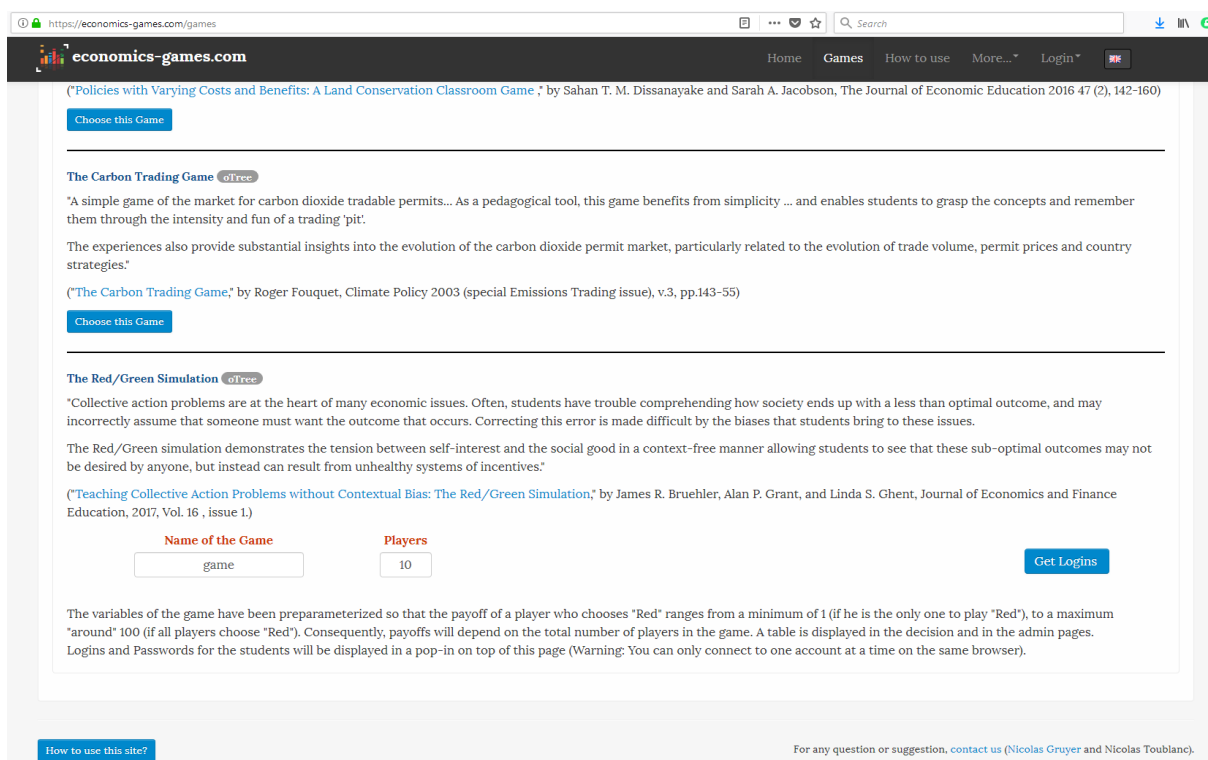 https://economics-games.com/games
Search
economics-games.com
Home Games How to use More... Login
("Policies with Varying Costs and Benefits: A Land Conservation Classroom Game ," by Sahan T. M. Dissanayake and Sarah A. Jacobson, The Journal of Economic Education 2016 47 (2), 142-160)
Choose this Game
The Carbon Trading Game oTree
"A simple game of the market for carbon dioxide tradable permits... As a pedagogical tool, this game benefits from simplicity ... and enables students to grasp the concepts and remember
them through the intensity and fun of a trading 'pit'.
The experiences also provide substantial insights into the evolution of the carbon dioxide permit market, particularly related to the evolution of trade volume, permit prices and country
strategies."
("The Carbon Trading Game," by Roger Fouquet, Climate Policy 2003 (special Emissions Trading issue), v.3, pp.143-55)
Choose this Game
The Red/Green Simulation oTree
"Collective action problems are at the heart of many economic issues. Often, students have trouble comprehending how society ends up with a less than optimal outcome, and may
incorrectly assume that someone must want the outcome that occurs. Correcting this error is made difficult by the biases that students bring to these issues.
The Red/Green simulation demonstrates the tension between self-interest and the social good in a context-free manner allowing students to see that these sub-optimal outcomes may not
be desired by anyone, but instead can result from unhealthy systems of incentives."
("Teaching Collective Action Problems without Contextual Bias: The Red/Green Simulation," by James R. Bruehler, Alan P. Grant, and Linda S. Ghent, Journal of Economics and Finance
Education, 2017, Vol. 16 , issue 1.)
Name of the Game Players
game 10 Get Logins
The variables of the game have been preparameterized so that the payoff of a player who chooses "Red" ranges from a minimum of 1 (if he is the only one to play "Red"), to a maximum
"around" 100 (if all players choose "Red"). Consequently, payoffs will depend on the total number of players in the game. A table is displayed in the decision and in the admin pages.
Logins and Passwords for the students will be displayed in a pop-in on top of this page (Warning: You can only connect to one account at a time on the same browser).
How to use this site? For any question or suggestion, contact us (Nicolas Gruyer and Nicolas Toublanc).